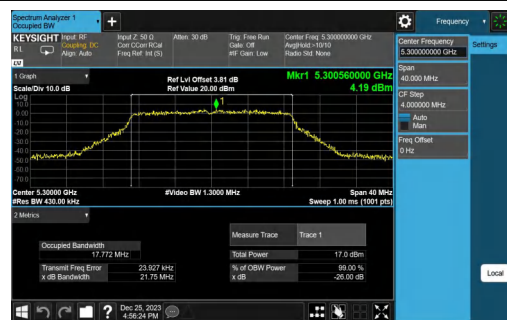 Spectrum Analyzer 1
Occupied BW
Frequency
KEYSIGHT Input: RF Input Z: 50 Ω Atten: 30 dB Trig: Free Run Center Freq: 5.300000000 GHz
RL Coupling: DC Corr CCorr RCal Gate: Off Avg|Hold:>10/10
Align: Auto Freq Ref: Int (S) #IF Gain: Low Radio Std: None
LXI
Center Frequency
5.300000000 GHz
Settings
Span
40.000 MHz
CF Step
4.000000 MHz
Auto
Man
Freq Offset
0 Hz
Local
1 Graph
Ref Lvl Offset 3.81 dB
Mkr1 5.300560000 GHz
Scale/Div 10.0 dB Ref Value 20.00 dBm 4.19 dBm
Log
10.0
0.00
-10.0
-20.0
-30.0
-40.0
-50.0
-60.0
-70.0
1
Center 5.30000 GHz #Video BW 1.3000 MHz Span 40 MHz
#Res BW 430.00 kHz Sweep 1.00 ms (1001 pts)
2 Metrics
Measure Trace Trace 1
Occupied Bandwidth
17.772 MHz
Total Power 17.0 dBm
Transmit Freq Error 23.927 kHz % of OBW Power 99.00 %
x dB Bandwidth 21.75 MHz x dB -26.00 dB
?
Dec 25, 2023
4:56:24 PM